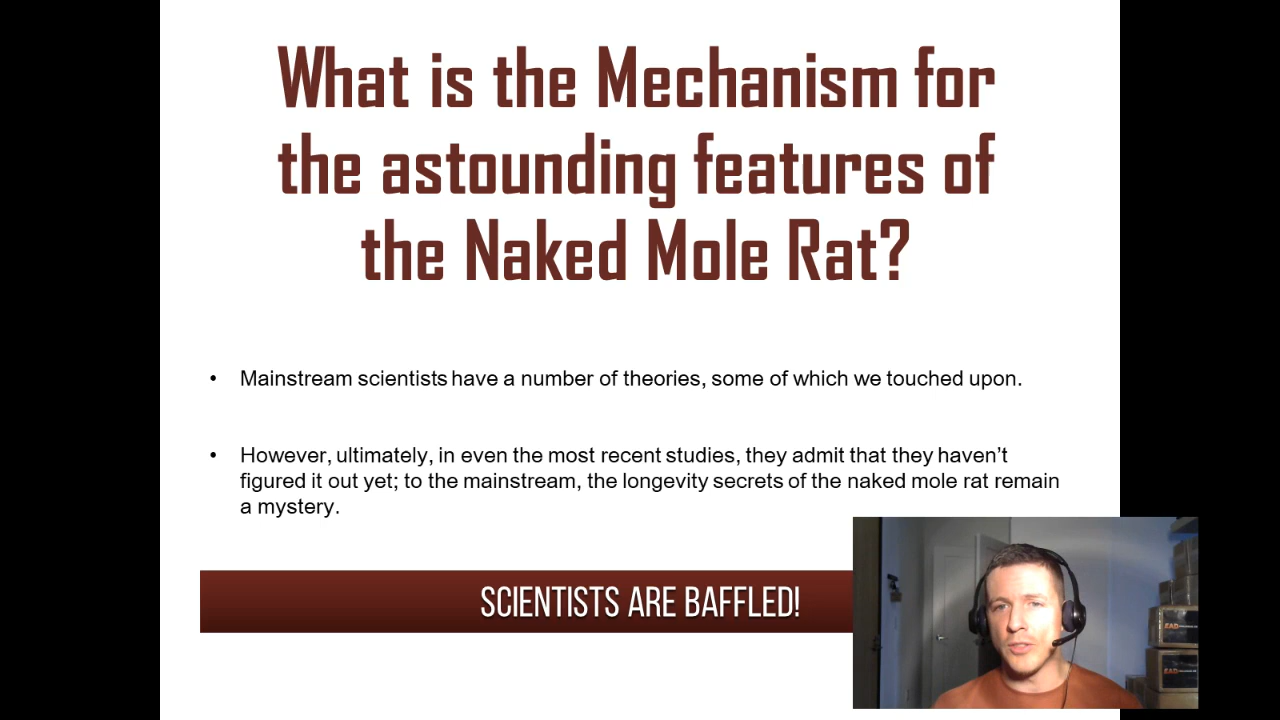 What is the Mechanism for
the astounding features of
the Naked Mole Rat?
• Mainstream scientists have a number of theories, some of which we touched upon.
• However, ultimately, in even the most recent studies, they admit that they haven’t
figured it out yet; to the mainstream, the longevity secrets of the naked mole rat remain
a mystery.
SCIENTISTS ARE BAFFLED!
EAD
EAD